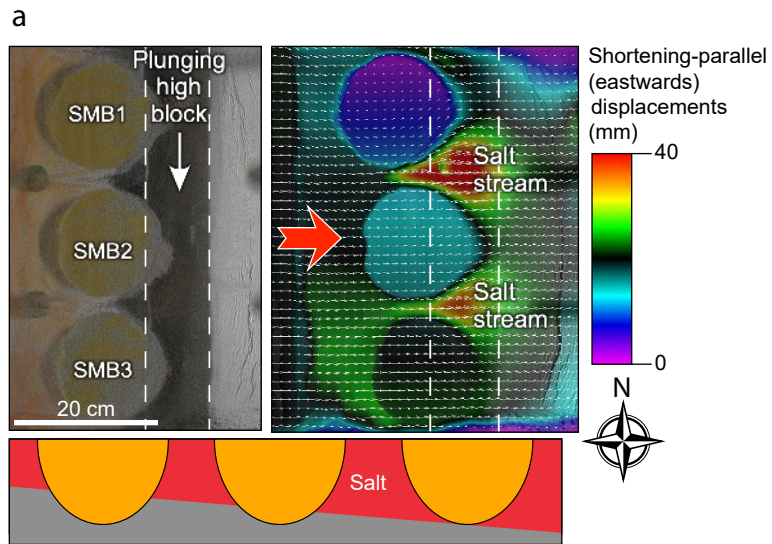 a
Plunging
high
block
SMB1
SMB2
SMB3
20 cm
Salt
stream
Salt
stream
Shortening-parallel
(eastwards)
displacements
(mm)
40
0
N
Salt